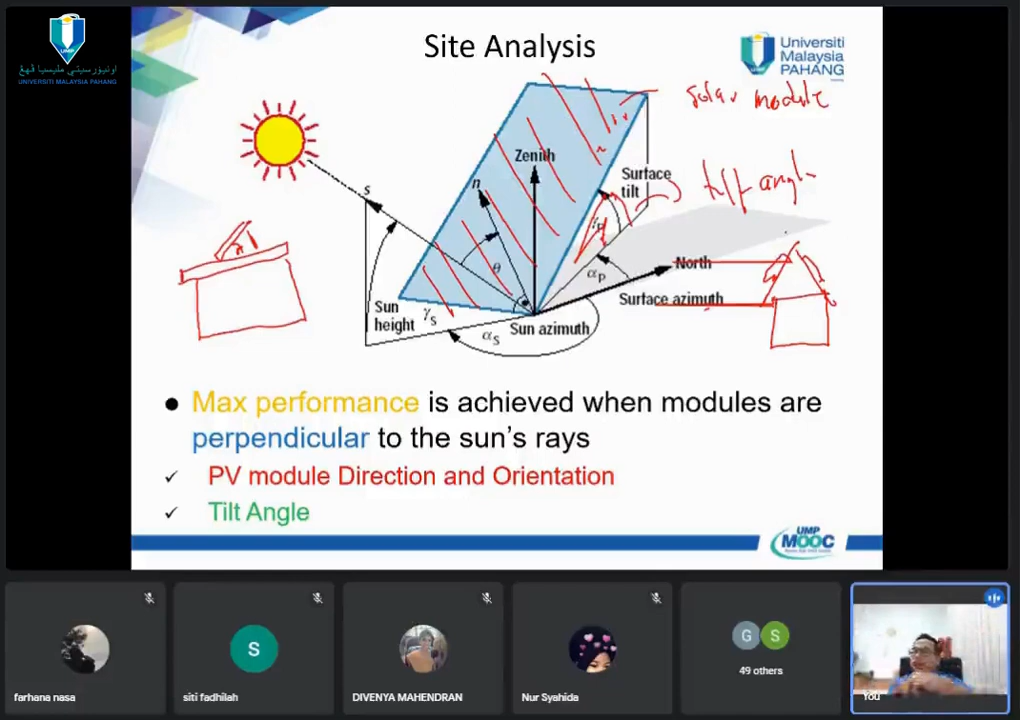 Site Analysis
UMP
اونيۏرسيتي مليسيا ڤهڠ
UNIVERSITI MALAYSIA PAHANG
Universiti
Malaysia
PAHANG
solar module
Zenith
n
s
Surface
tilt
tilt angle
γP
θ
αP
North
Surface azimuth
Sun
height
γS
αS
Sun azimuth
● Max performance is achieved when modules are
perpendicular to the sun's rays
✓ PV module Direction and Orientation
✓ Tilt Angle
UMP
MOOC
farhana nasa
S
siti fadhilah
DIVENYA MAHENDRAN
Nur Syahida
G S
49 others
You